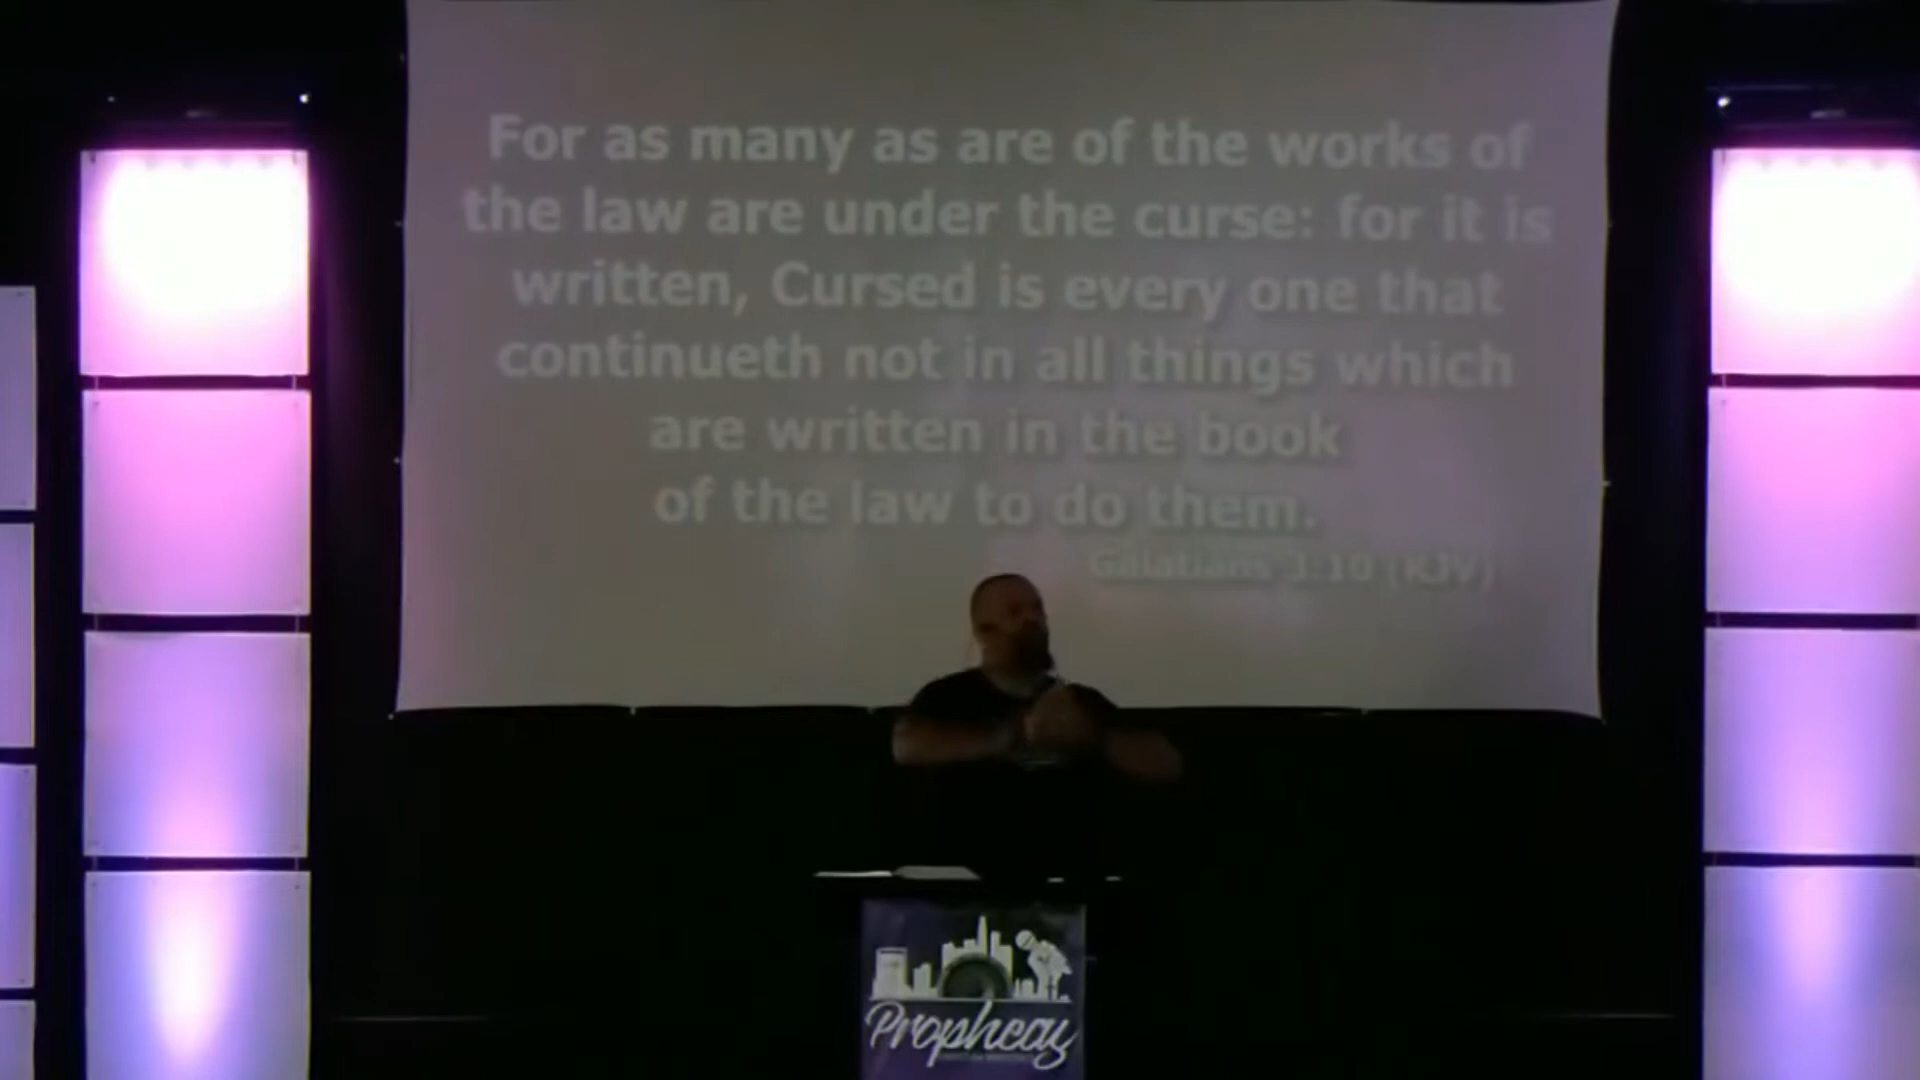 For as many as are of the works of
the law are under the curse: for it is
written, Cursed is every one that
continueth not in all things which
are written in the book
of the law to do them.
Galatians 3:10 (KJV)
Prophecy